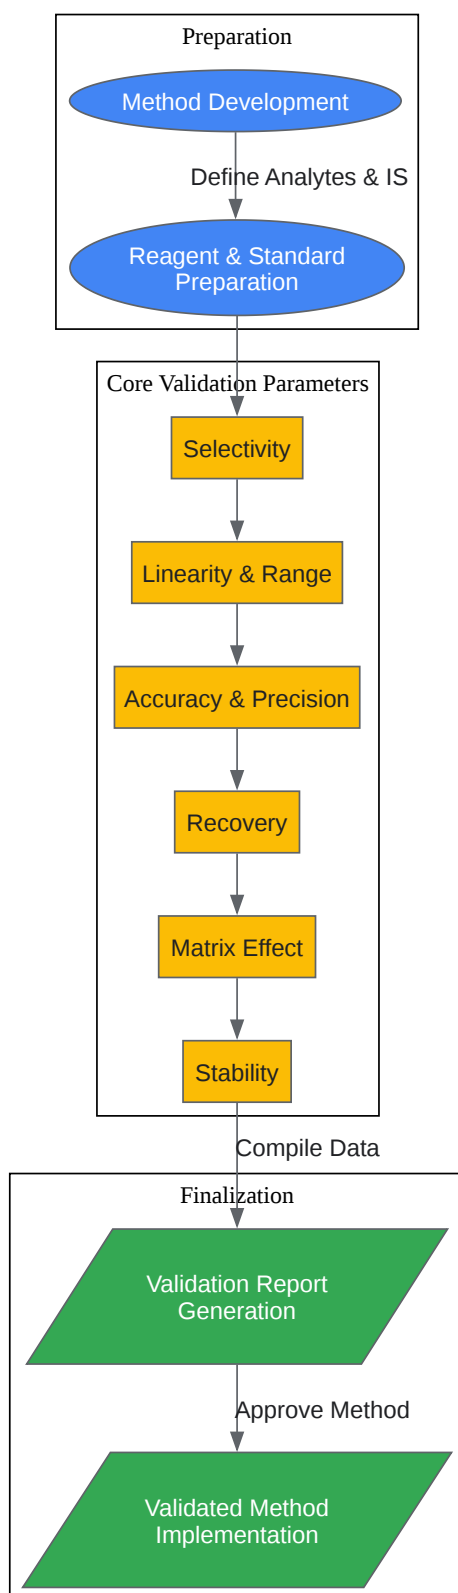 Preparation
Method Development
Define Analytes & IS
Reagent & Standard
Preparation
Core Validation Parameters
Selectivity
Linearity & Range
Accuracy & Precision
Recovery
Matrix Effect
Stability
Compile Data
Finalization
Validation Report
Generation
Approve Method
Validated Method
Implementation